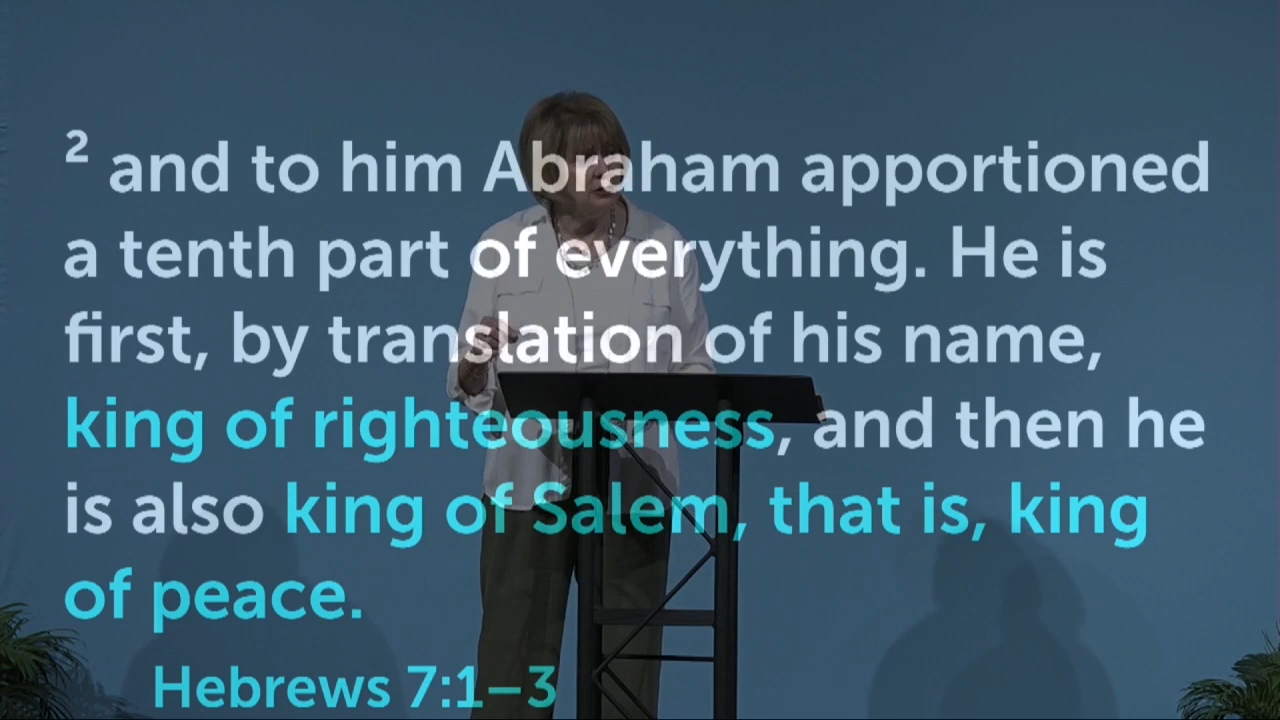 ² and to him Abraham apportioned
a tenth part of everything. He is
first, by translation of his name,
king of righteousness, and then he
is also king of Salem, that is, king
of peace.
Hebrews 7:1–3